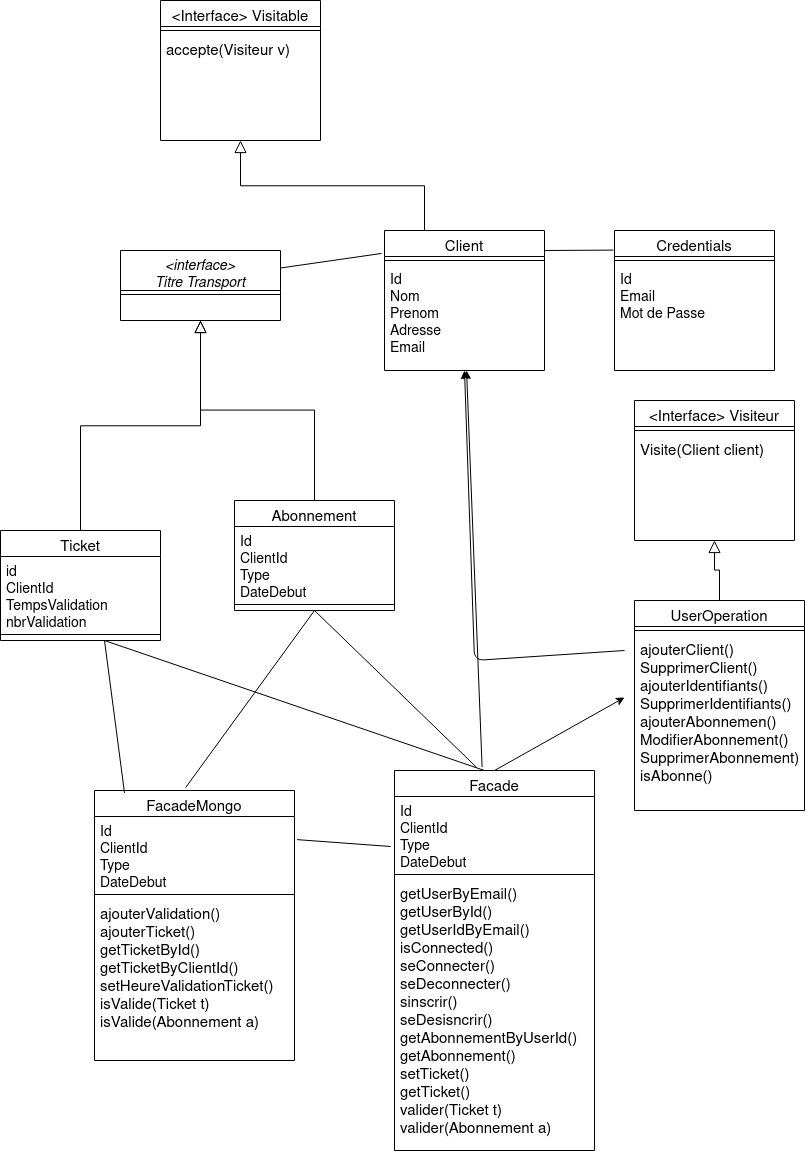 <Interface> Visitable
accepte(Visiteur v)
<interface>
Titre Transport
Client
Id
Nom
Prenom
Adresse
Email
Credentials
Id
Email
Mot de Passe
<Interface> Visiteur
Visite(Client client)
Ticket
id
ClientId
TempsValidation
nbrValidation
Abonnement
Id
ClientId
Type
DateDebut
UserOperation
ajouterClient()
SupprimerClient()
ajouterIdentifiants()
SupprimerIdentifiants()
ajouterAbonnemen()
ModifierAbonnement()
SupprimerAbonnement)
isAbonne()
FacadeMongo
Id
ClientId
Type
DateDebut
ajouterValidation()
ajouterTicket()
getTicketById()
getTicketByClientId()
setHeureValidationTicket()
isValide(Ticket t)
isValide(Abonnement a)
Facade
Id
ClientId
Type
DateDebut
getUserByEmail()
getUserById()
getUserIdByEmail()
isConnected()
seConnecter()
seDeconnecter()
sinscrir()
seDesisncrir()
getAbonnementByUserId()
getAbonnement()
setTicket()
getTicket()
valider(Ticket t)
valider(Abonnement a)